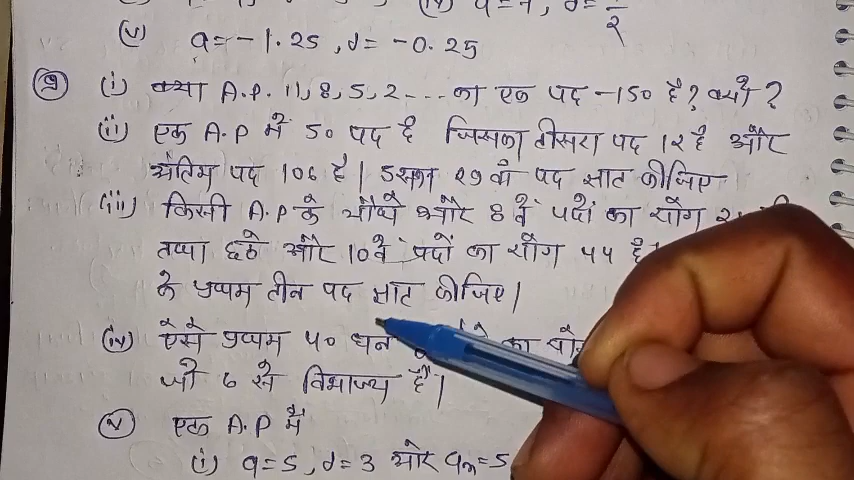 a=-1.25, d=-0.25
(i) क्या A.P. 11, 8, 5, 2 .... का एक पद -150 है? क्यों?
(ii) एक A.P में 50 पद है जिसका तीसरा पद 12 है और
अंतिम पद 106 है। इसका 29 वाँ पद ज्ञात कीजिए
(iii) किसी A.P के चौथे और 8 वें पदों का योग
तथा छठे और 10 वें पदों का योग 44 है
के प्रथम तीन पद ज्ञात कीजिए।
(iv) ऐसे प्रथम 40 धन का
जो 6 से विभाज्य हैं।
(v) एक A.P में
(i) a=5, d=3 और an=5